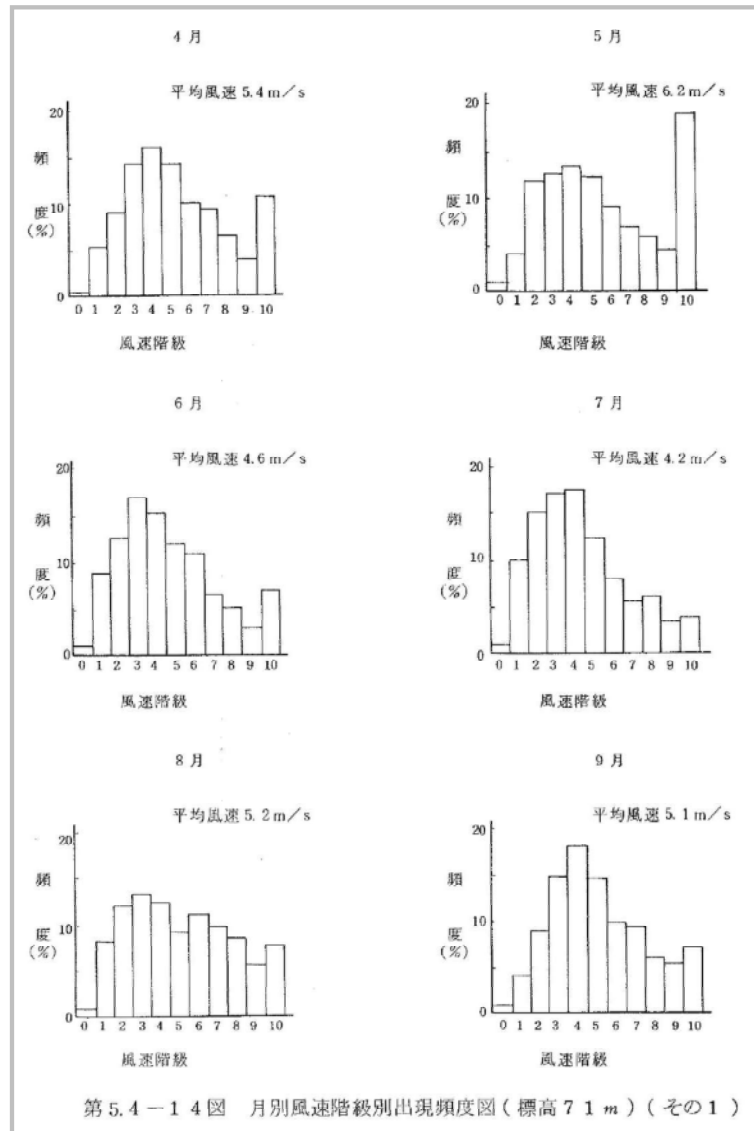 4月
平均風速5.4m/s
20
頻
10
度
(%)
0
0 1 2 3 4 5 6 7 8 9 10
風速階級
5月
平均風速6.2m/s
20
頻
10
度
(%)
0
0 1 2 3 4 5 6 7 8 9 10
風速階級
6月
平均風速4.6m/s
20
頻
10
度
(%)
0
0 1 2 3 4 5 6 7 8 9 10
風速階級
7月
平均風速4.2m/s
20
頻
10
度
(%)
0
0 1 2 3 4 5 6 7 8 9 10
風速階級
8月
平均風速5.2m/s
20
頻
10
度
(%)
0
0 1 2 3 4 5 6 7 8 9 10
風速階級
9月
平均風速5.1m/s
20
頻
10
度
(%)
0
0 1 2 3 4 5 6 7 8 9 10
風速階級
第5.4-14図 月別風速階級別出現頻度図(標高71m)(その1)